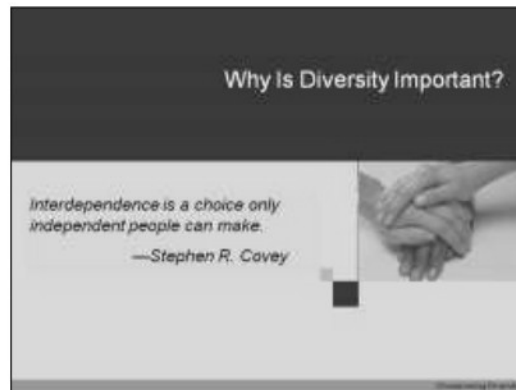 Why Is Diversity Important?
Interdependence is a choice only
independent people can make.
—Stephen R. Covey